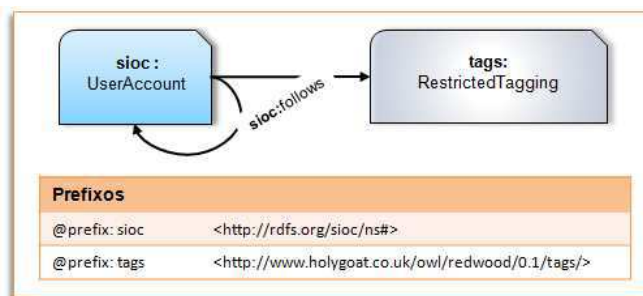 sioc :
UserAccount
tags:
RestrictedTagging
sioc:follows
Prefixos
@prefix: sioc <http://rdfs.org/sioc/ns#>
@prefix: tags <http://www.holygoat.co.uk/owl/redwood/0.1/tags/>